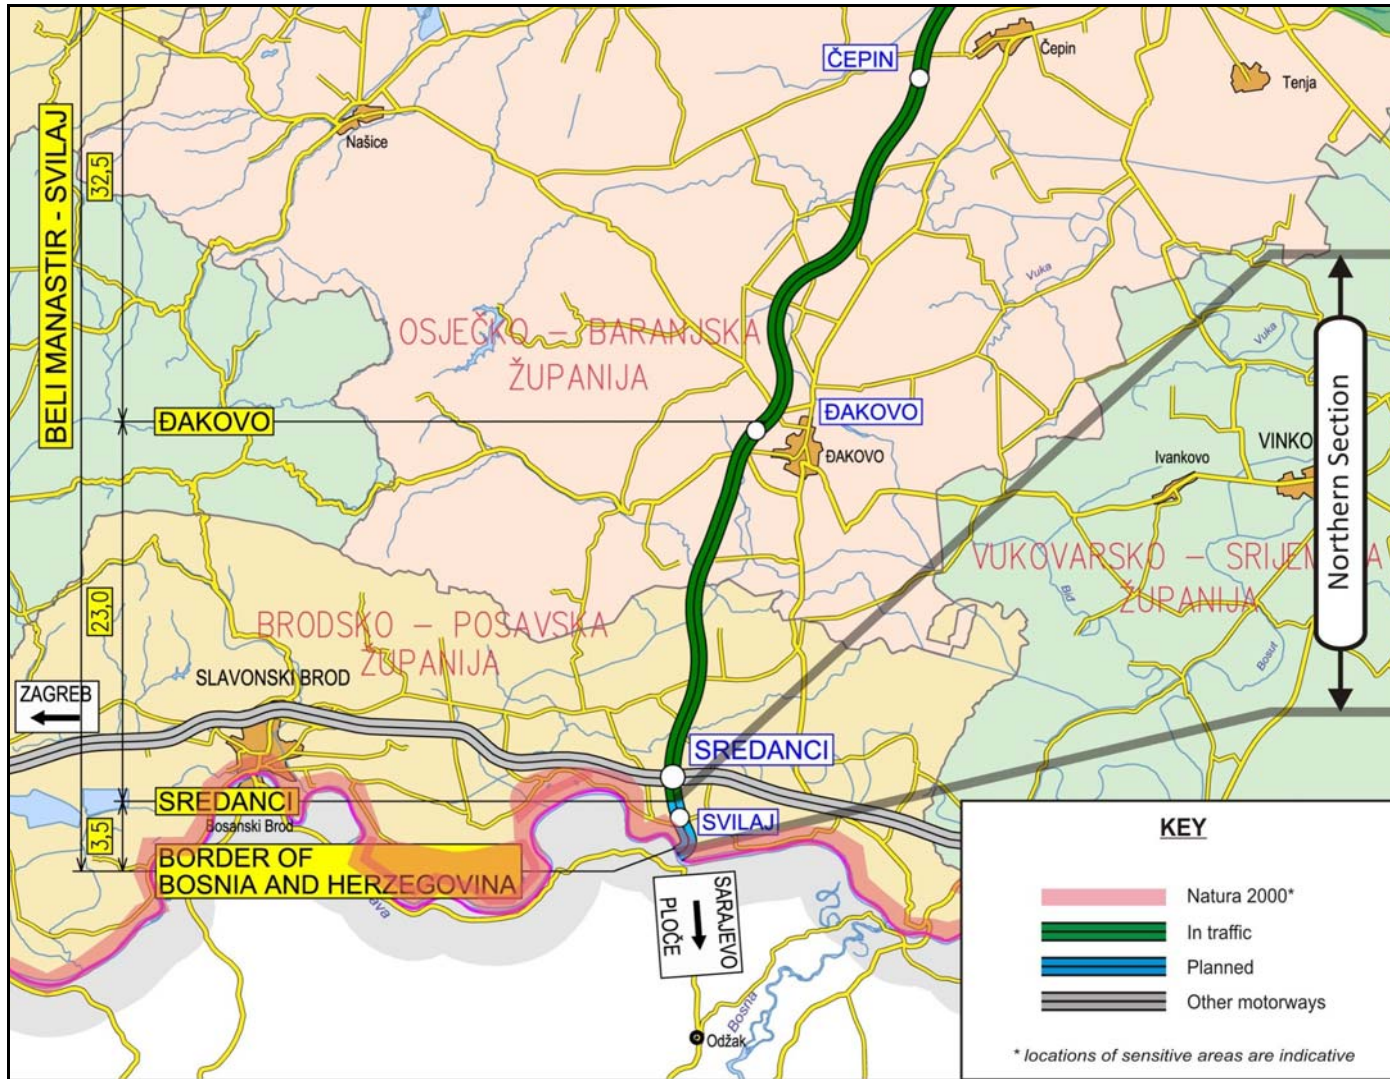 ČEPIN
Čepin
Tenja
Našice
BELI MANASTIR - SVILAJ
32,5
Vuka
OSJEČKO – BARANJSKA
ŽUPANIJA
Vuka
ĐAKOVO
ĐAKOVO
ĐAKOVO
Ivankovo
VINKO
Northern Section
VUKOVARSKO – SRIJEM
A
ŽUPANIJA
Biđ
Bosut
23,0
BRODSKO – POSAVSKA
ŽUPANIJA
SLAVONSKI BROD
ZAGREB
SREDANCI
SREDANCI
Bosanski Brod
SVILAJ
3,5
BORDER OF
BOSNIA AND HERZEGOVINA
SARAJEVO
PLOČE
Bosna
Odžak
KEY
Natura 2000*
In traffic
Planned
Other motorways
* locations of sensitive areas are indicative